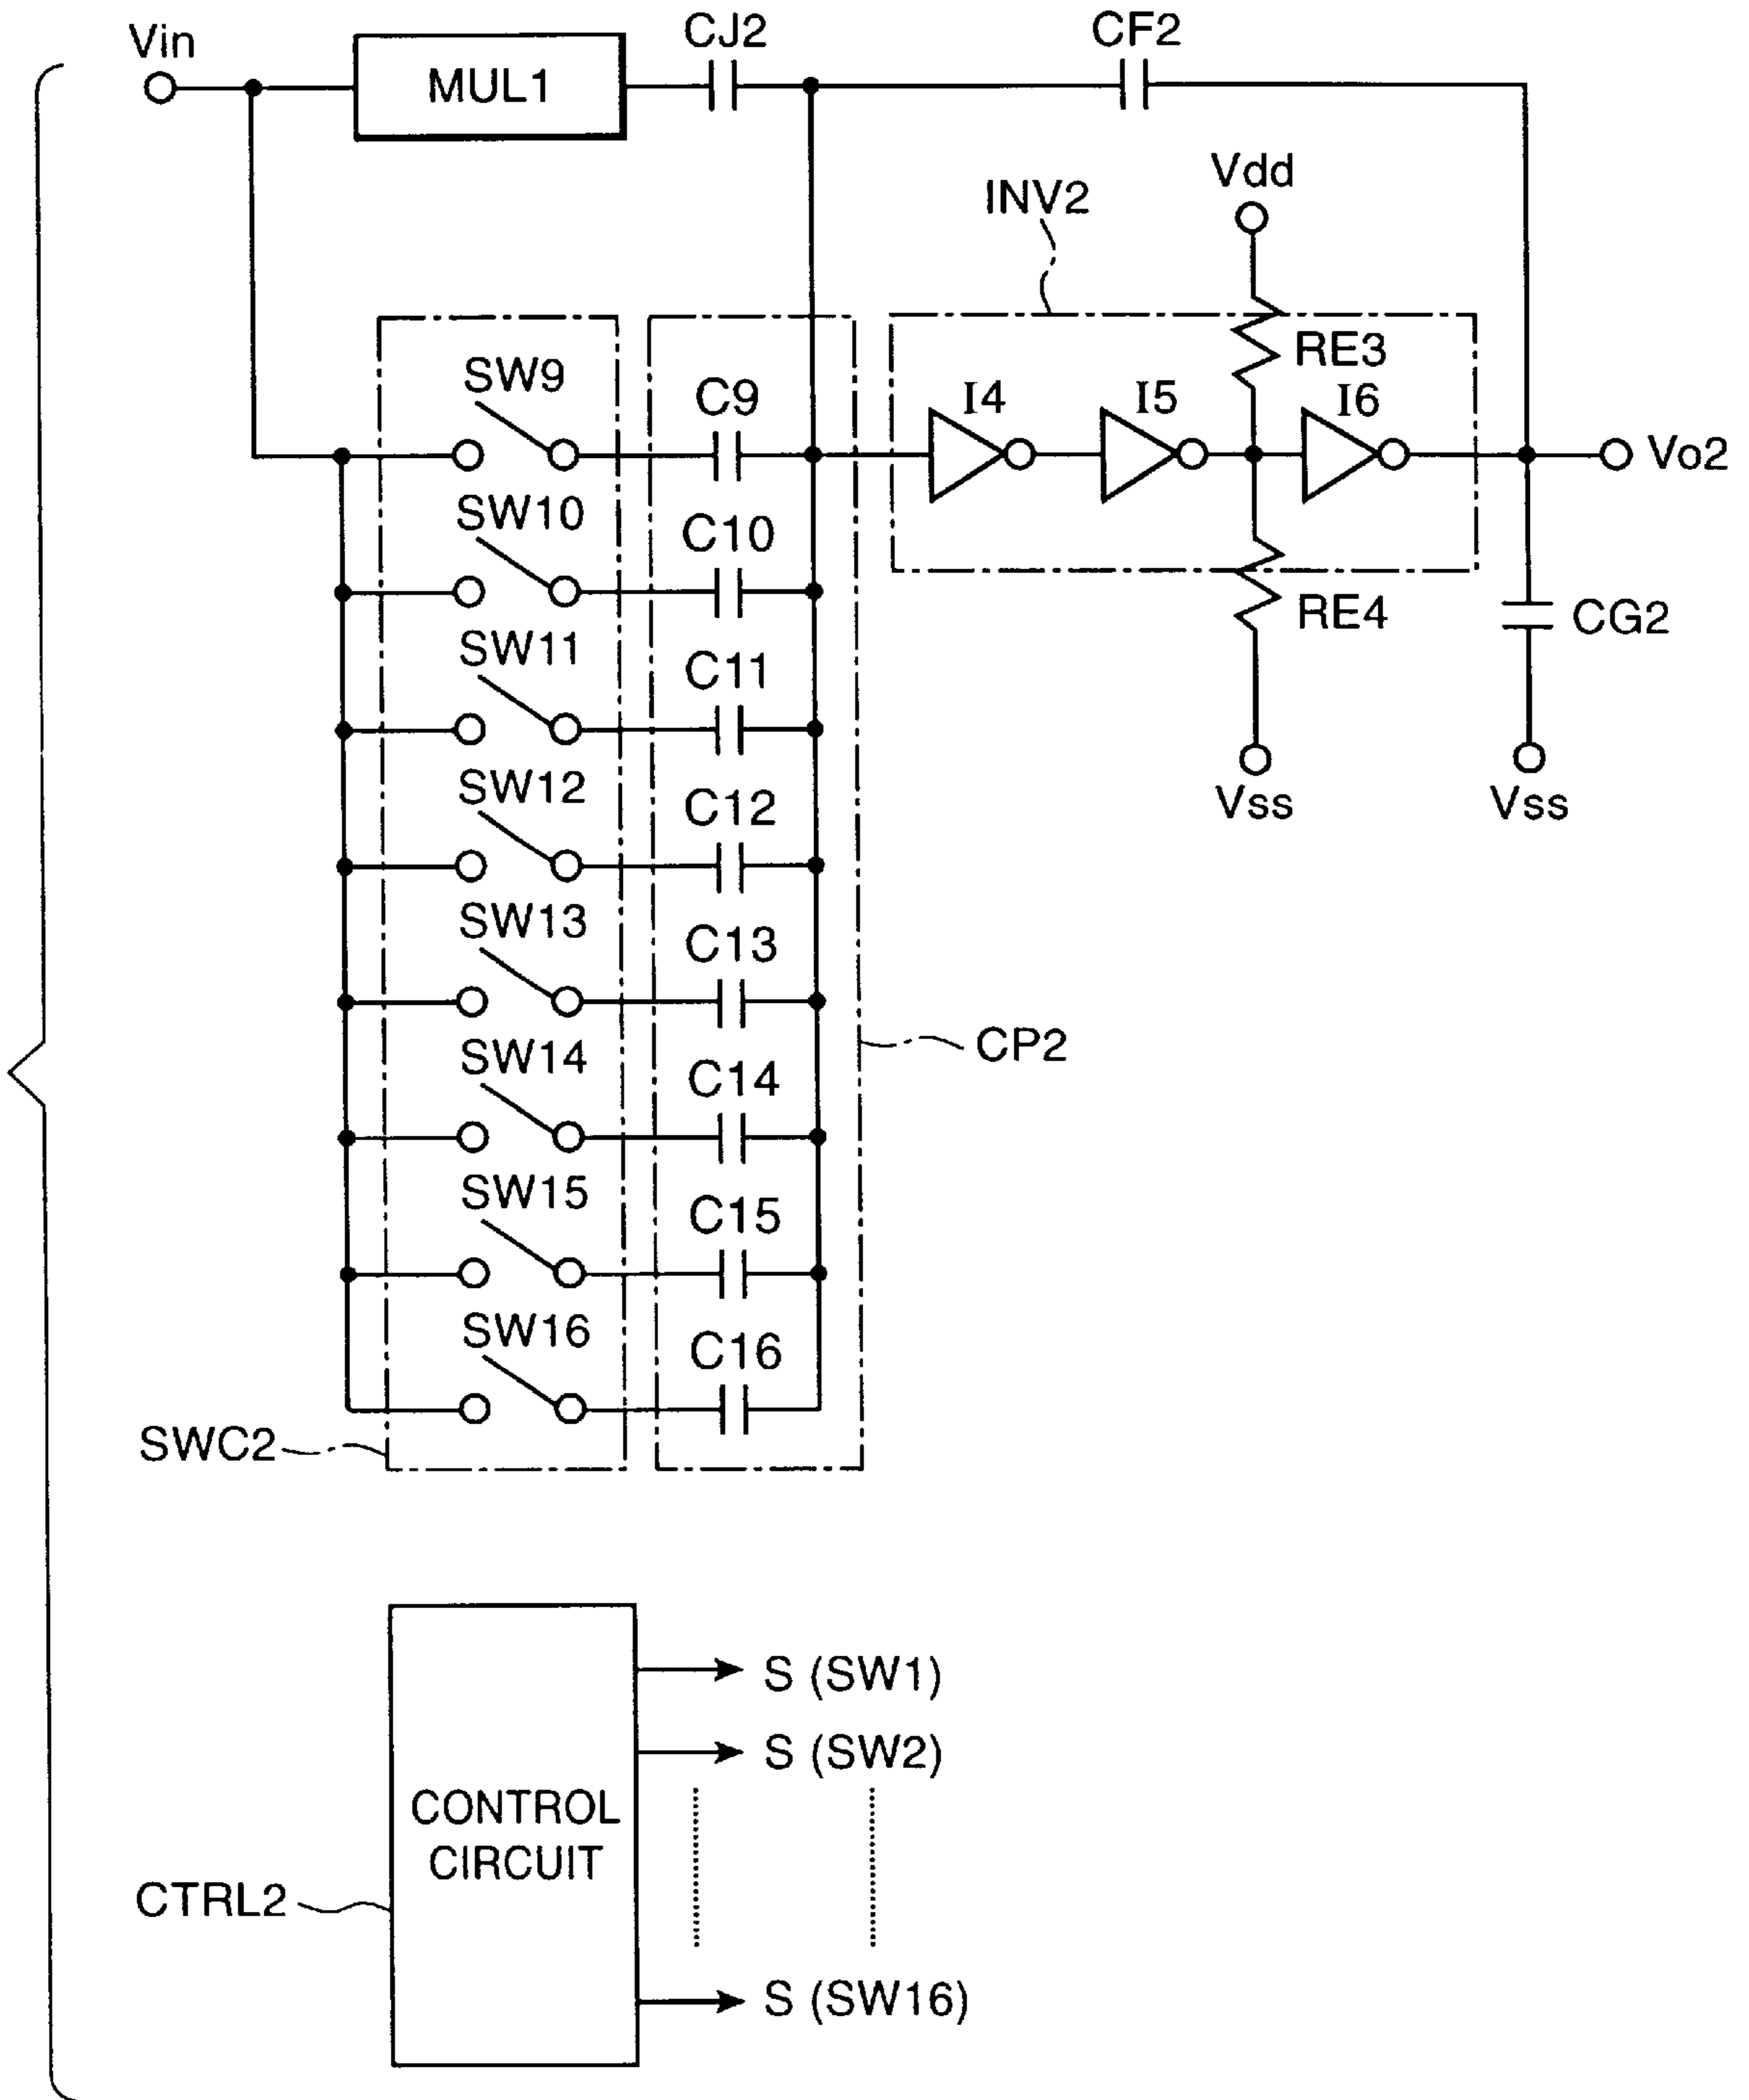 Vin
MUL1
CJ2
CF2
Vdd
INV2
RE3
I4
I5
I6
Vo2
RE4
CG2
Vss
Vss
SW9
C9
SW10
C10
SW11
C11
SW12
C12
SW13
C13
CP2
SW14
C14
SW15
C15
SW16
C16
SWC2
CONTROL
CIRCUIT
CTRL2
S (SW1)
S (SW2)
S (SW16)